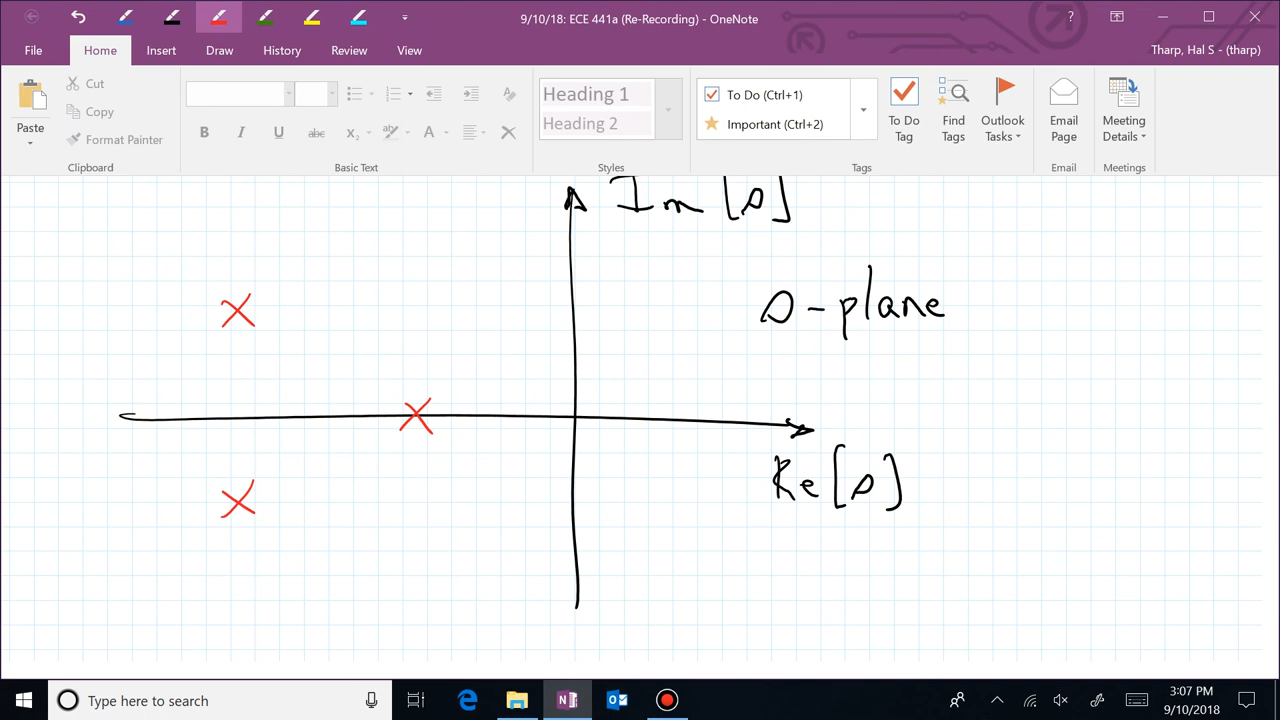 9/10/18: ECE 441a (Re-Recording) - OneNote
?
File
Home
Insert
Draw
History
Review
View
Tharp, Hal S - (tharp)
Paste
Cut
Copy
Format Painter
Clipboard
B I U abc X₂ A
Basic Text
Heading 1
Heading 2
Styles
To Do (Ctrl+1)
Important (Ctrl+2)
To Do Tag
Find Tags
Outlook Tasks
Tags
Email Page
Email
Meeting Details
Meetings
Im [s]
s-plane
Re[s]
Type here to search
3:07 PM
9/10/2018